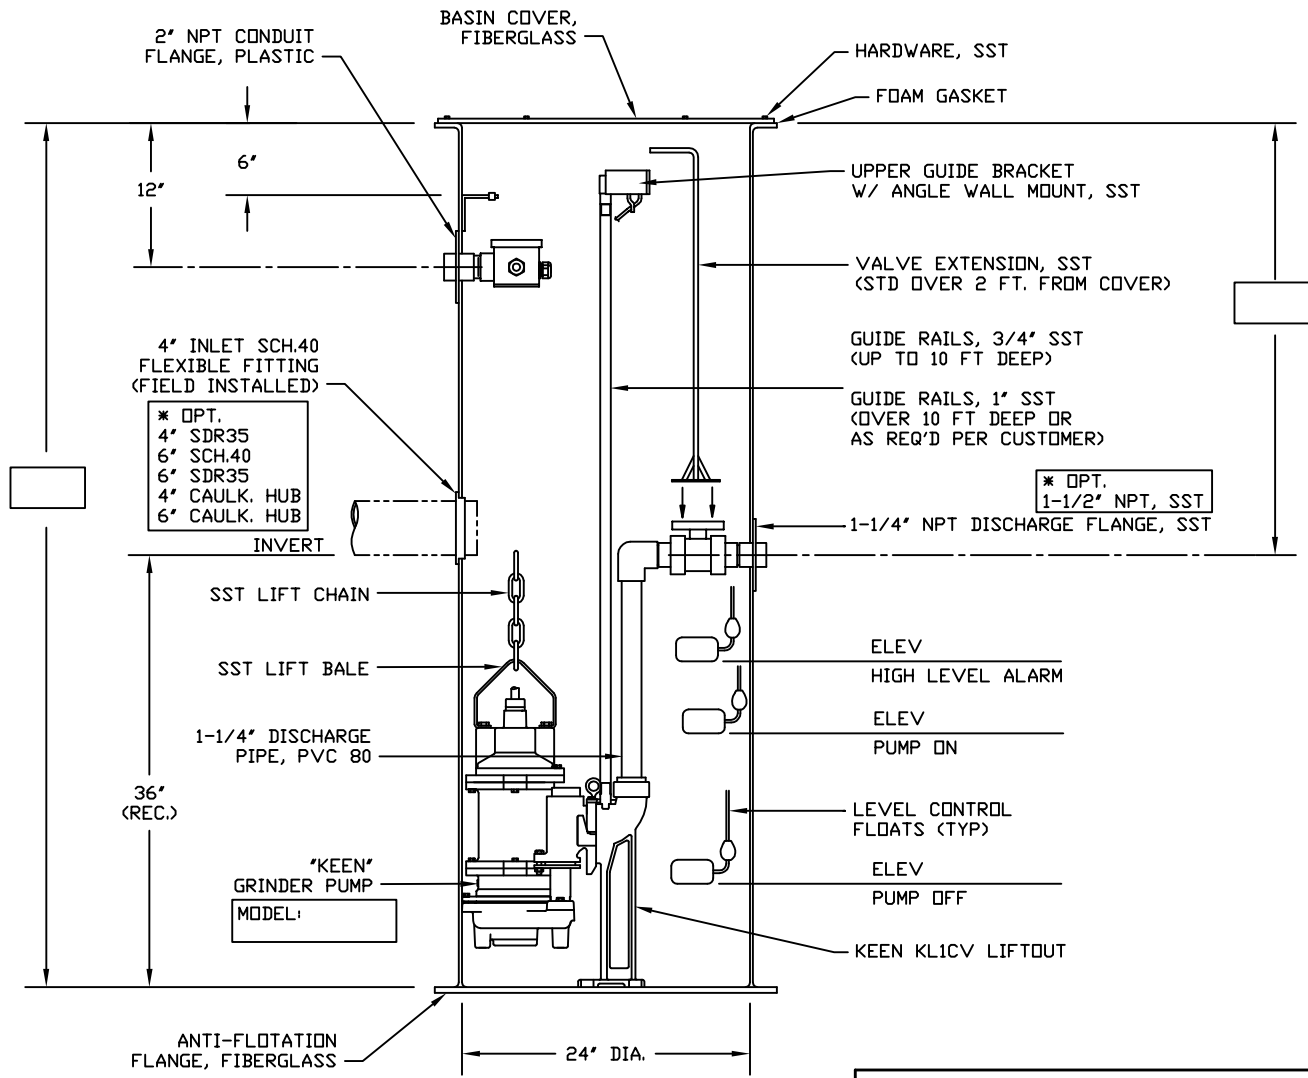 BASIN COVER,
FIBERGLASS
2" NPT CONDUIT
FLANGE, PLASTIC
HARDWARE, SST
FOAM GASKET
6"
12"
UPPER GUIDE BRACKET
W/ ANGLE WALL MOUNT, SST
VALVE EXTENSION, SST
(STD OVER 2 FT. FROM COVER)
4" INLET SCH.40
FLEXIBLE FITTING
(FIELD INSTALLED)
* OPT.
4" SDR35
6" SCH.40
6" SDR35
4" CAULK. HUB
6" CAULK. HUB
INVERT
GUIDE RAILS, 3/4" SST
(UP TO 10 FT DEEP)
GUIDE RAILS, 1" SST
(OVER 10 FT DEEP OR
AS REQ'D PER CUSTOMER)
* OPT.
1-1/2" NPT, SST
1-1/4" NPT DISCHARGE FLANGE, SST
SST LIFT CHAIN
SST LIFT BALE
ELEV
HIGH LEVEL ALARM
ELEV
PUMP ON
1-1/4" DISCHARGE
PIPE, PVC 80
36"
(REC.)
LEVEL CONTROL
FLOATS (TYP)
"KEEN"
GRINDER PUMP
MODEL:
ELEV
PUMP OFF
KEEN KL1CV LIFTOUT
ANTI-FLOTATION
FLANGE, FIBERGLASS
24" DIA.